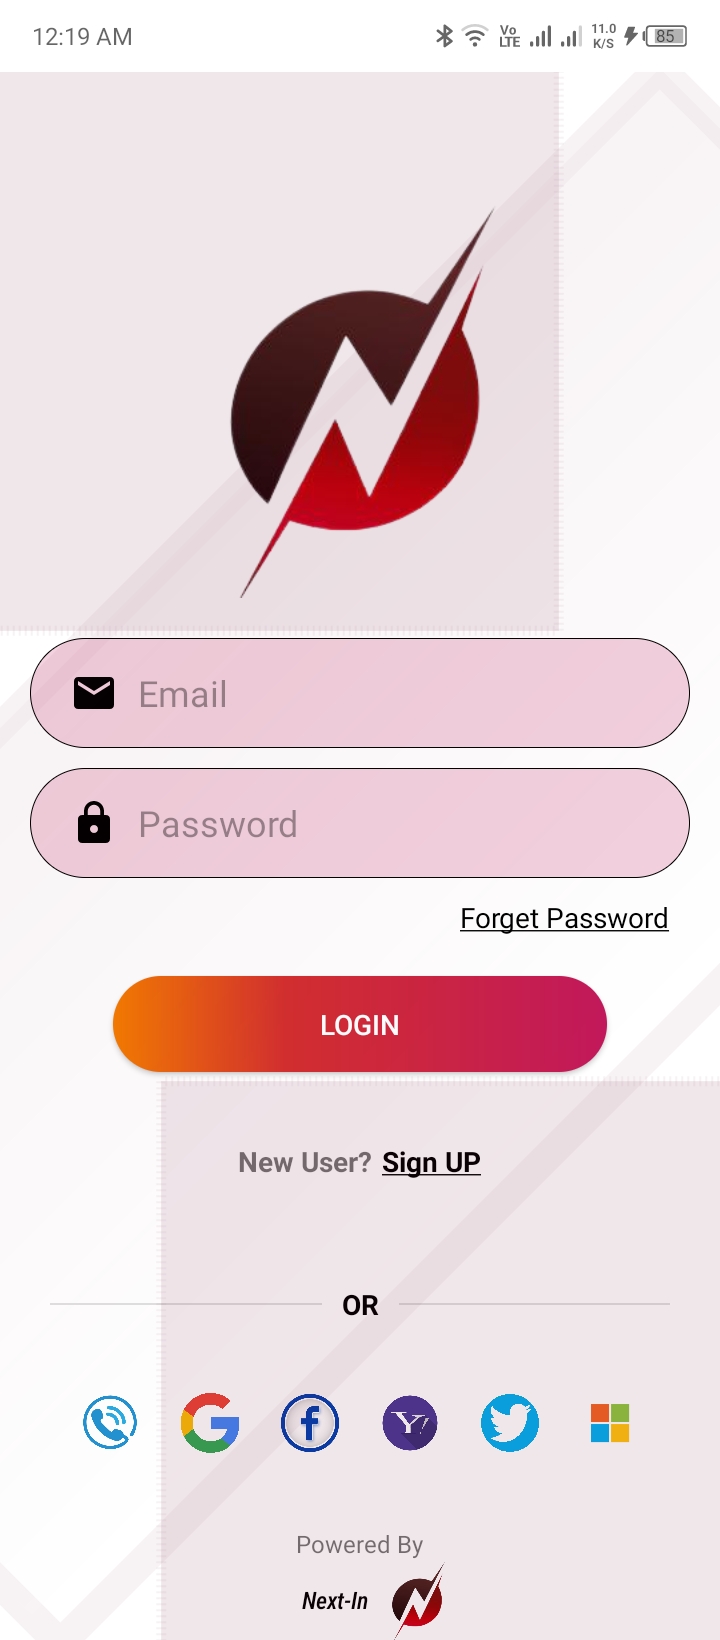 12:19 AM
Vo LTE 11.0 K/S 85
Email
Password
Forget Password
LOGIN
New User? Sign UP
OR
Powered By
Next-In